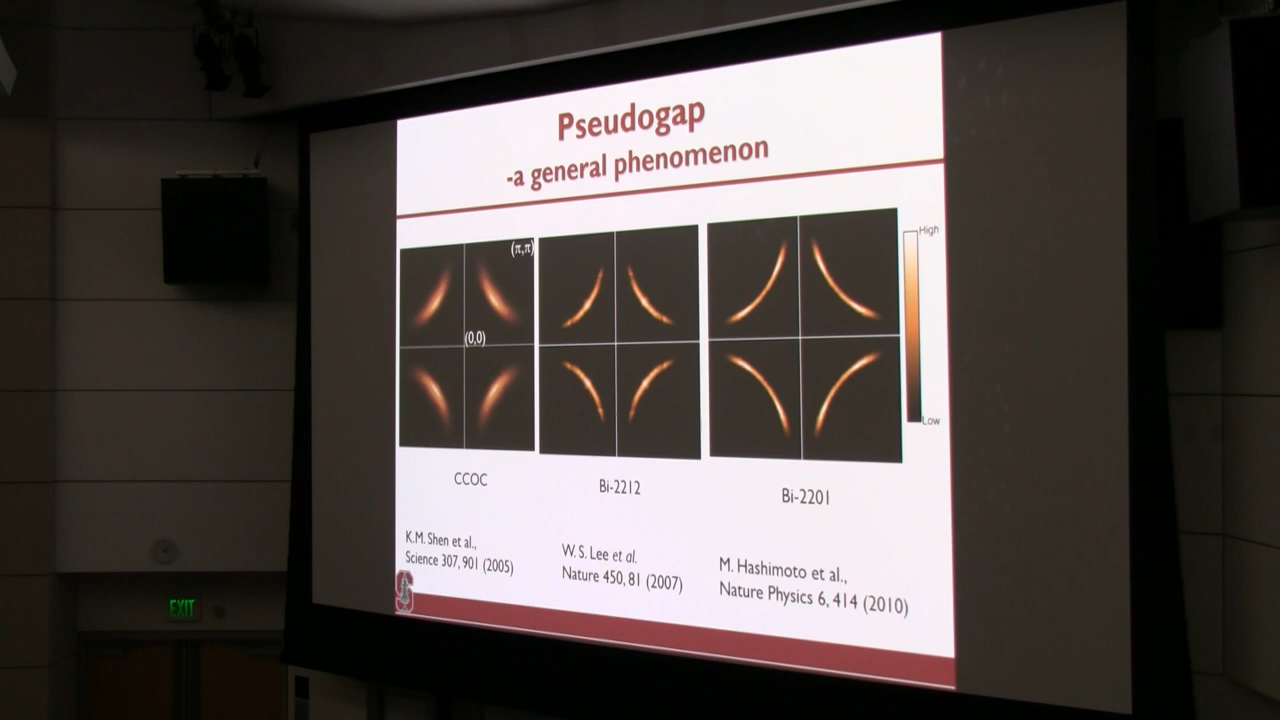 Pseudogap
-a general phenomenon
(π,π)
(0,0)
High
Low
CCOC
Bi-2212
Bi-2201
K.M. Shen et al.,
Science 307, 901 (2005)
W. S. Lee et al.
Nature 450, 81 (2007)
M. Hashimoto et al.,
Nature Physics 6, 414 (2010)
EXIT